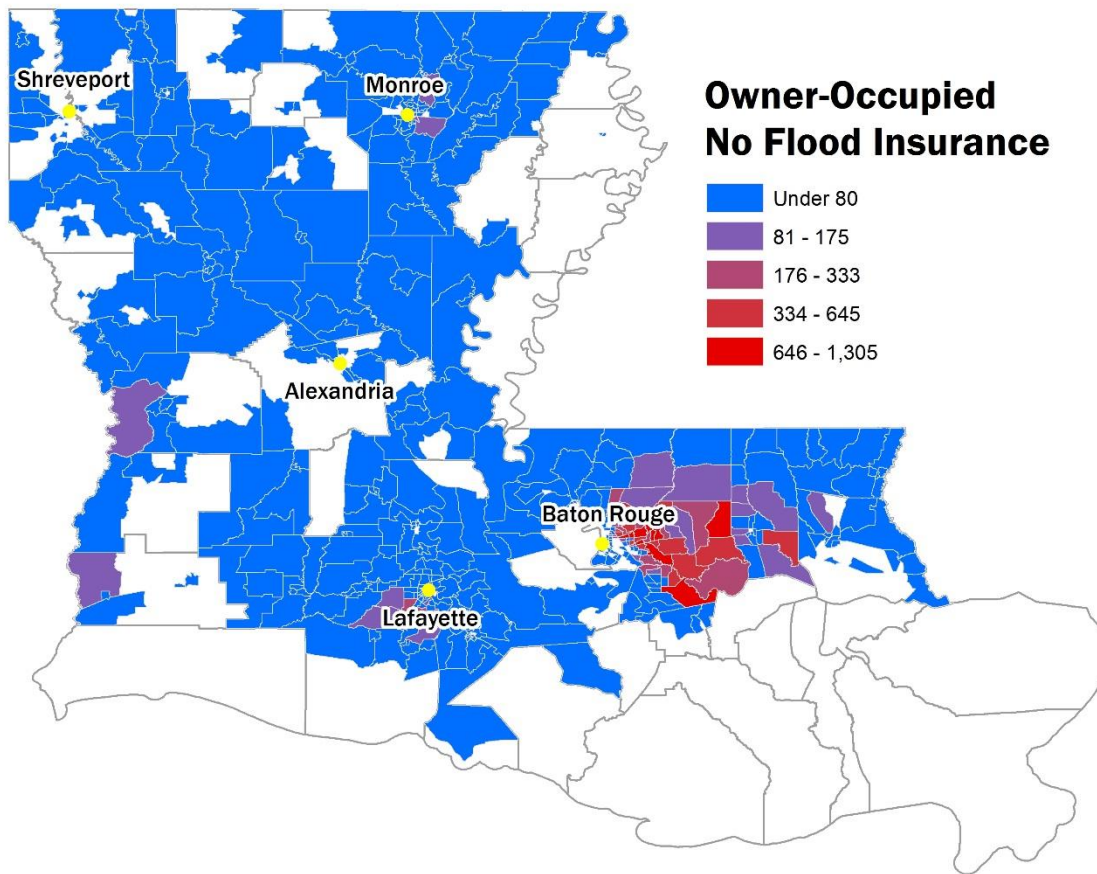 Shreveport
Monroe
Owner-Occupied
No Flood Insurance
Under 80
81 - 175
176 - 333
334 - 645
646 - 1,305
Alexandria
Baton Rouge
Lafayette